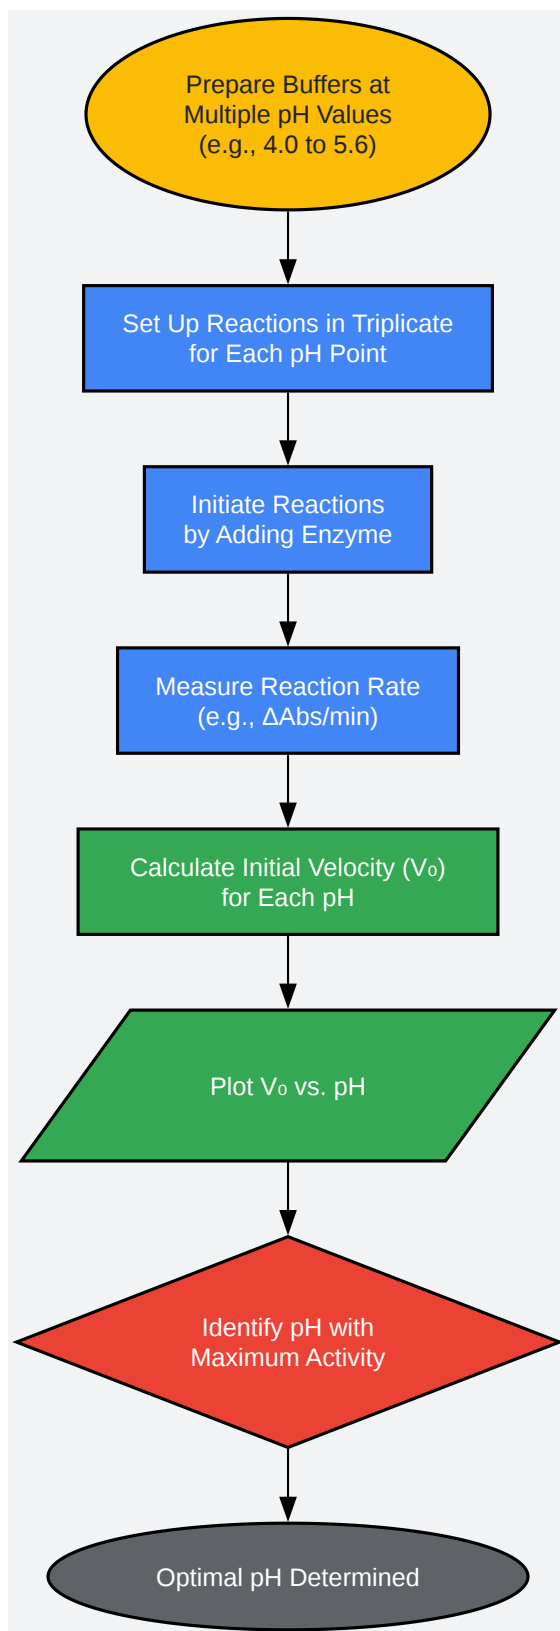 Prepare Buffers at
Multiple pH Values
(e.g., 4.0 to 5.6)
Set Up Reactions in Triplicate
for Each pH Point
Initiate Reactions
by Adding Enzyme
Measure Reaction Rate
(e.g., ΔAbs/min)
Calculate Initial Velocity (V₀)
for Each pH
Plot V₀ vs. pH
Identify pH with
Maximum Activity
Optimal pH Determined